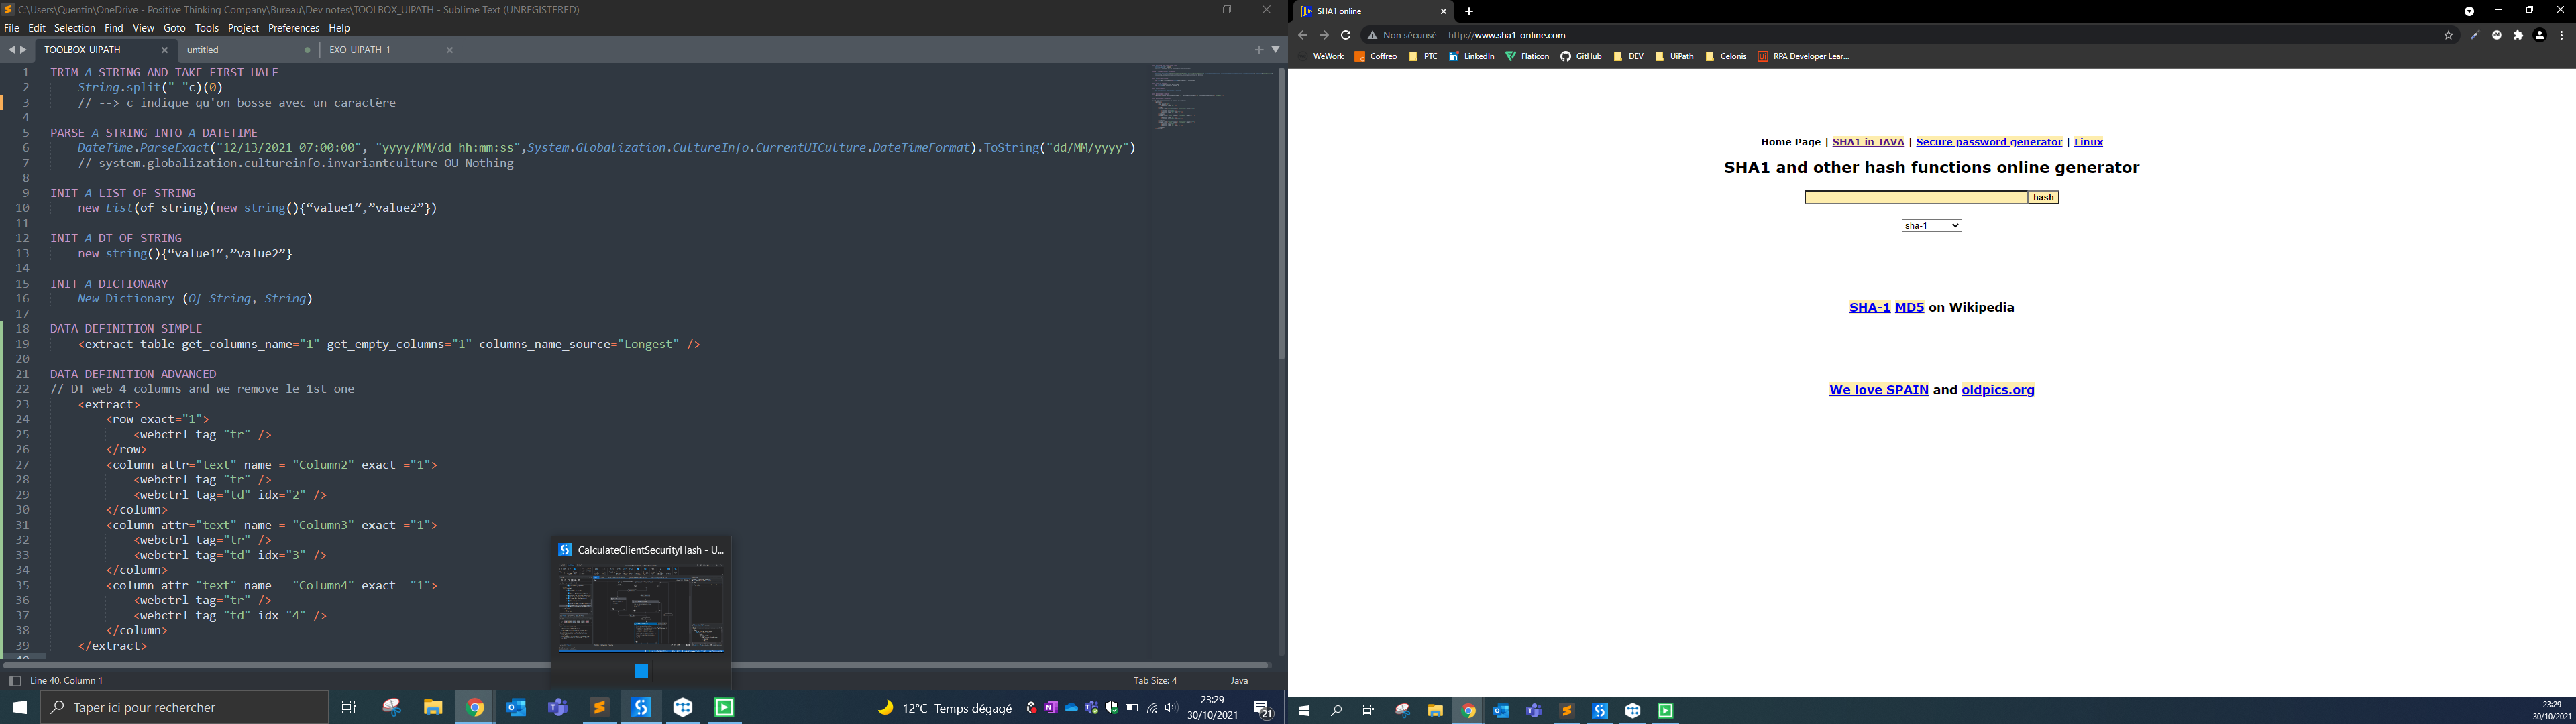 C:\Users\Quentin\OneDrive - Positive Thinking Company\Bureau\Dev notes\TOOLBOX_UIPATH - Sublime Text (UNREGISTERED)
File Edit Selection Find View Goto Tools Project Preferences Help
TOOLBOX_UIPATH untitled EXO_UIPATH_1
1 TRIM A STRING AND TAKE FIRST HALF
2 String.split(" "c)(0)
3 // --> c indique qu'on bosse avec un caractère
4
5 PARSE A STRING INTO A DATETIME
6 DateTime.ParseExact("12/13/2021 07:00:00", "yyyy/MM/dd hh:mm:ss",System.Globalization.CultureInfo.CurrentUICulture.DateTimeFormat).ToString("dd/MM/yyyy")
7 // system.globalization.cultureinfo.invariantculture OU Nothing
8
9 INIT A LIST OF STRING
10 new List(of string)(new string(){“value1”,”value2”})
11
12 INIT A DT OF STRING
13 new string(){“value1”,”value2”}
14
15 INIT A DICTIONARY
16 New Dictionary (Of String, String)
17
18 DATA DEFINITION SIMPLE
19 <extract-table get_columns_name="1" get_empty_columns="1" columns_name_source="Longest" />
20
21 DATA DEFINITION ADVANCED
22 // DT web 4 columns and we remove le 1st one
23 <extract>
24 <row exact="1">
25 <webctrl tag="tr" />
26 </row>
27 <column attr="text" name = "Column2" exact ="1">
28 <webctrl tag="tr" />
29 <webctrl tag="td" idx="2" />
30 </column>
31 <column attr="text" name = "Column3" exact ="1">
32 <webctrl tag="tr" />
33 <webctrl tag="td" idx="3" />
34 </column>
35 <column attr="text" name = "Column4" exact ="1">
36 <webctrl tag="tr" />
37 <webctrl tag="td" idx="4" />
38 </column>
39 </extract>
40
CalculateClientSecurityHash - U...
Line 40, Column 1
Tab Size: 4 Java
Taper ici pour rechercher
12°C Temps dégagé
23:29
30/10/2021
21
SHA1 online
Non sécurisé | http://www.sha1-online.com
WeWork Coffreo PTC LinkedIn Flaticon GitHub DEV UiPath Celonis RPA Developer Lear...
Home Page | SHA1 in JAVA | Secure password generator | Linux
SHA1 and other hash functions online generator
hash
sha-1
SHA-1 MD5 on Wikipedia
We love SPAIN and oldpics.org
23:29
30/10/2021